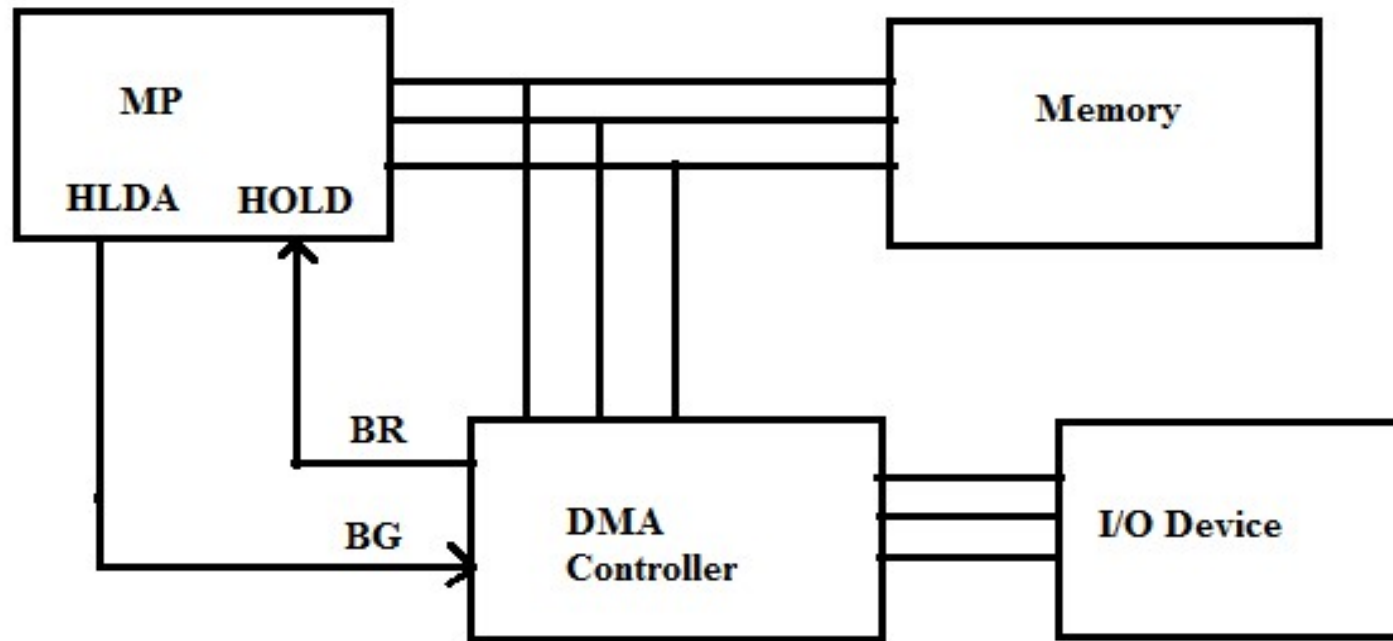 MP
Memory
HLDA
HOLD
BR
BG
DMA
Controller
I/O Device